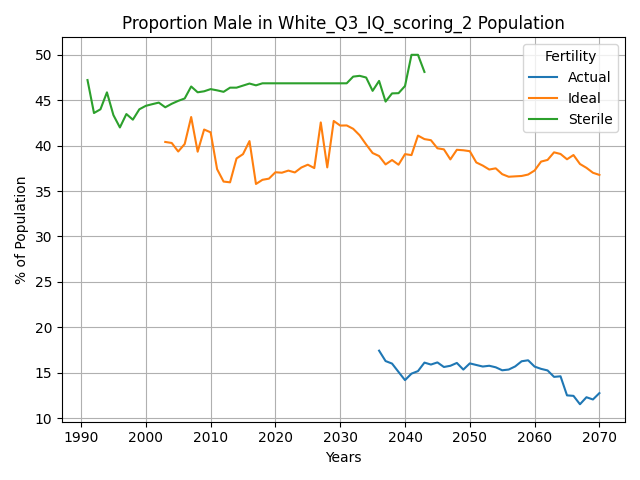 Proportion Male in White_Q3_IQ_scoring_2 Population
% of Population
50
45
40
35
30
25
20
15
10
Fertility
Actual
Ideal
Sterile
1990 2000 2010 2020 2030 2040 2050 2060 2070
Years